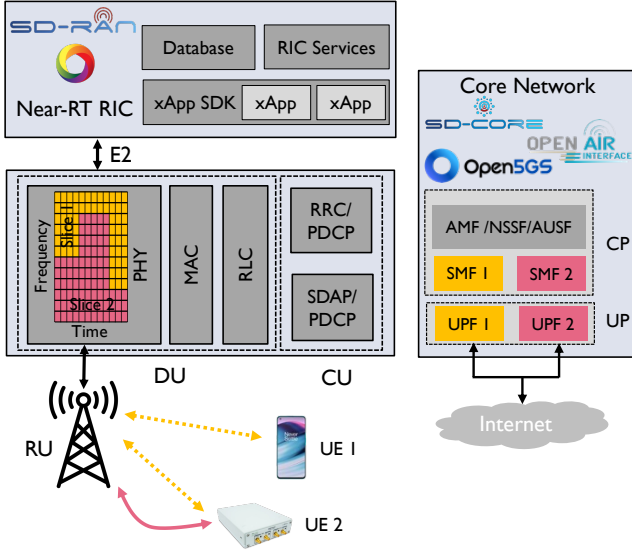 SD-RAN
Near-RT RIC
Database
RIC Services
xApp SDK
xApp
xApp
E2
Frequency
Slice 1
Slice 2
Time
PHY
MAC
RLC
RRC/
PDCP
SDAP/
PDCP
DU
CU
RU
UE 1
UE 2
Core Network
SD-CORE
OPEN AIR
INTERFACE
Open5GS
AMF /NSSF/AUSF
SMF 1
SMF 2
CP
UPF 1
UPF 2
UP
Internet